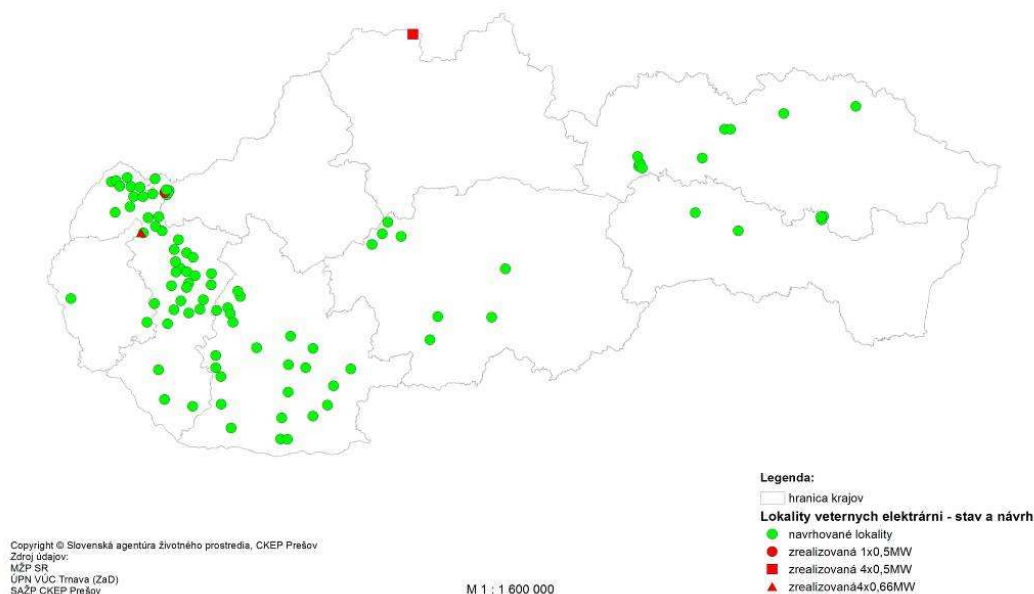 Legenda:
hranica krajov
Lokality veternych elektrárni - stav a návrh
navrhované lokality
zrealizovaná 1x0,5MW
zrealizovaná 4x0,5MW
zrealizovaná4x0,66MW
Copyright © Slovenská agentúra životného prostredia, CKEP Prešov
Zdroj údajov:
MŽP SR
ÚPN VÚC Trnava (ZaD)
SAŽP CKEP Prešov
M 1 : 1 600 000